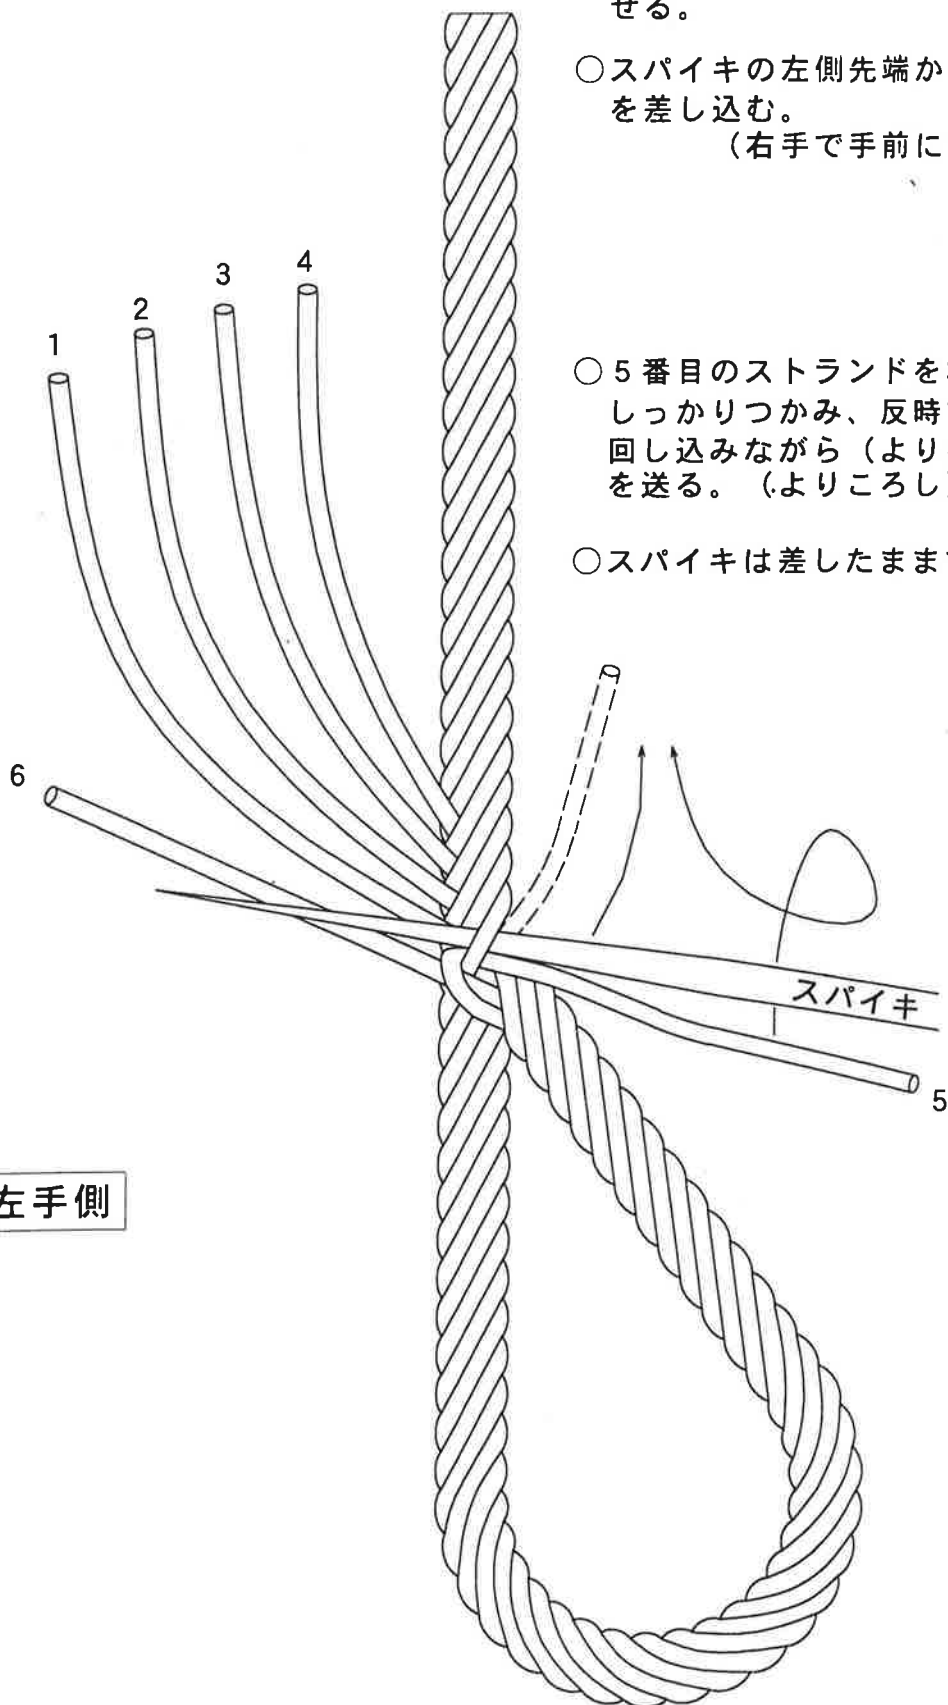 せる。
○スパイキの左側先端か
を差し込む。
（右手で手前に
4
3
2
1
○５番目のストランドを
しっかりつかみ、反時
回し込みながら（より
を送る。（よりころし
○スパイキは差したまま
6
スパイキ
5
左手側